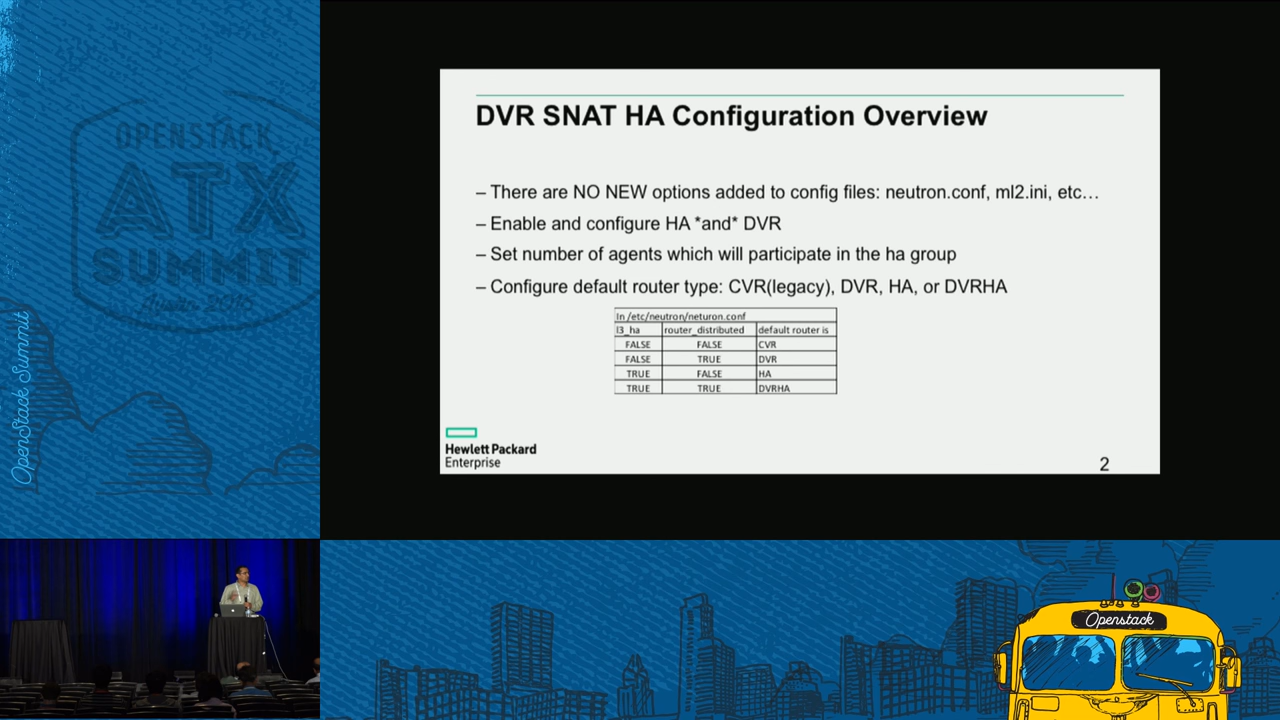 OPENSTACK
ATX
SUMMIT
OpenStack Summit
DVR SNAT HA Configuration Overview
– There are NO NEW options added to config files: neutron.conf, ml2.ini, etc…
– Enable and configure HA *and* DVR
– Set number of agents which will participate in the ha group
– Configure default router type: CVR(legacy), DVR, HA, or DVRHA
In /etc/neutron/neturon.conf
l3_ha router_distributed default router is
FALSE FALSE CVR
FALSE TRUE DVR
TRUE FALSE HA
TRUE TRUE DVRHA
Hewlett Packard
Enterprise
2
Openstack